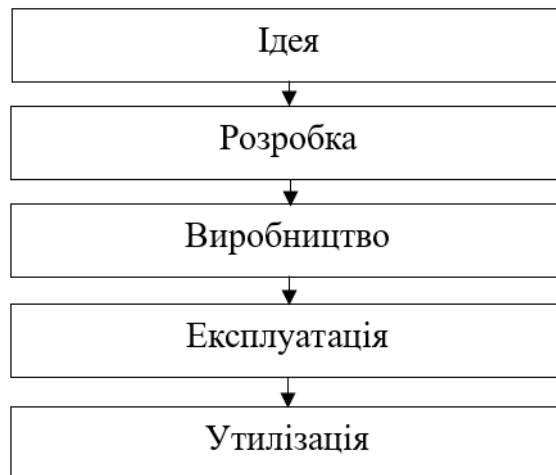 Ідея
Розробка
Виробництво
Експлуатація
Утилізація